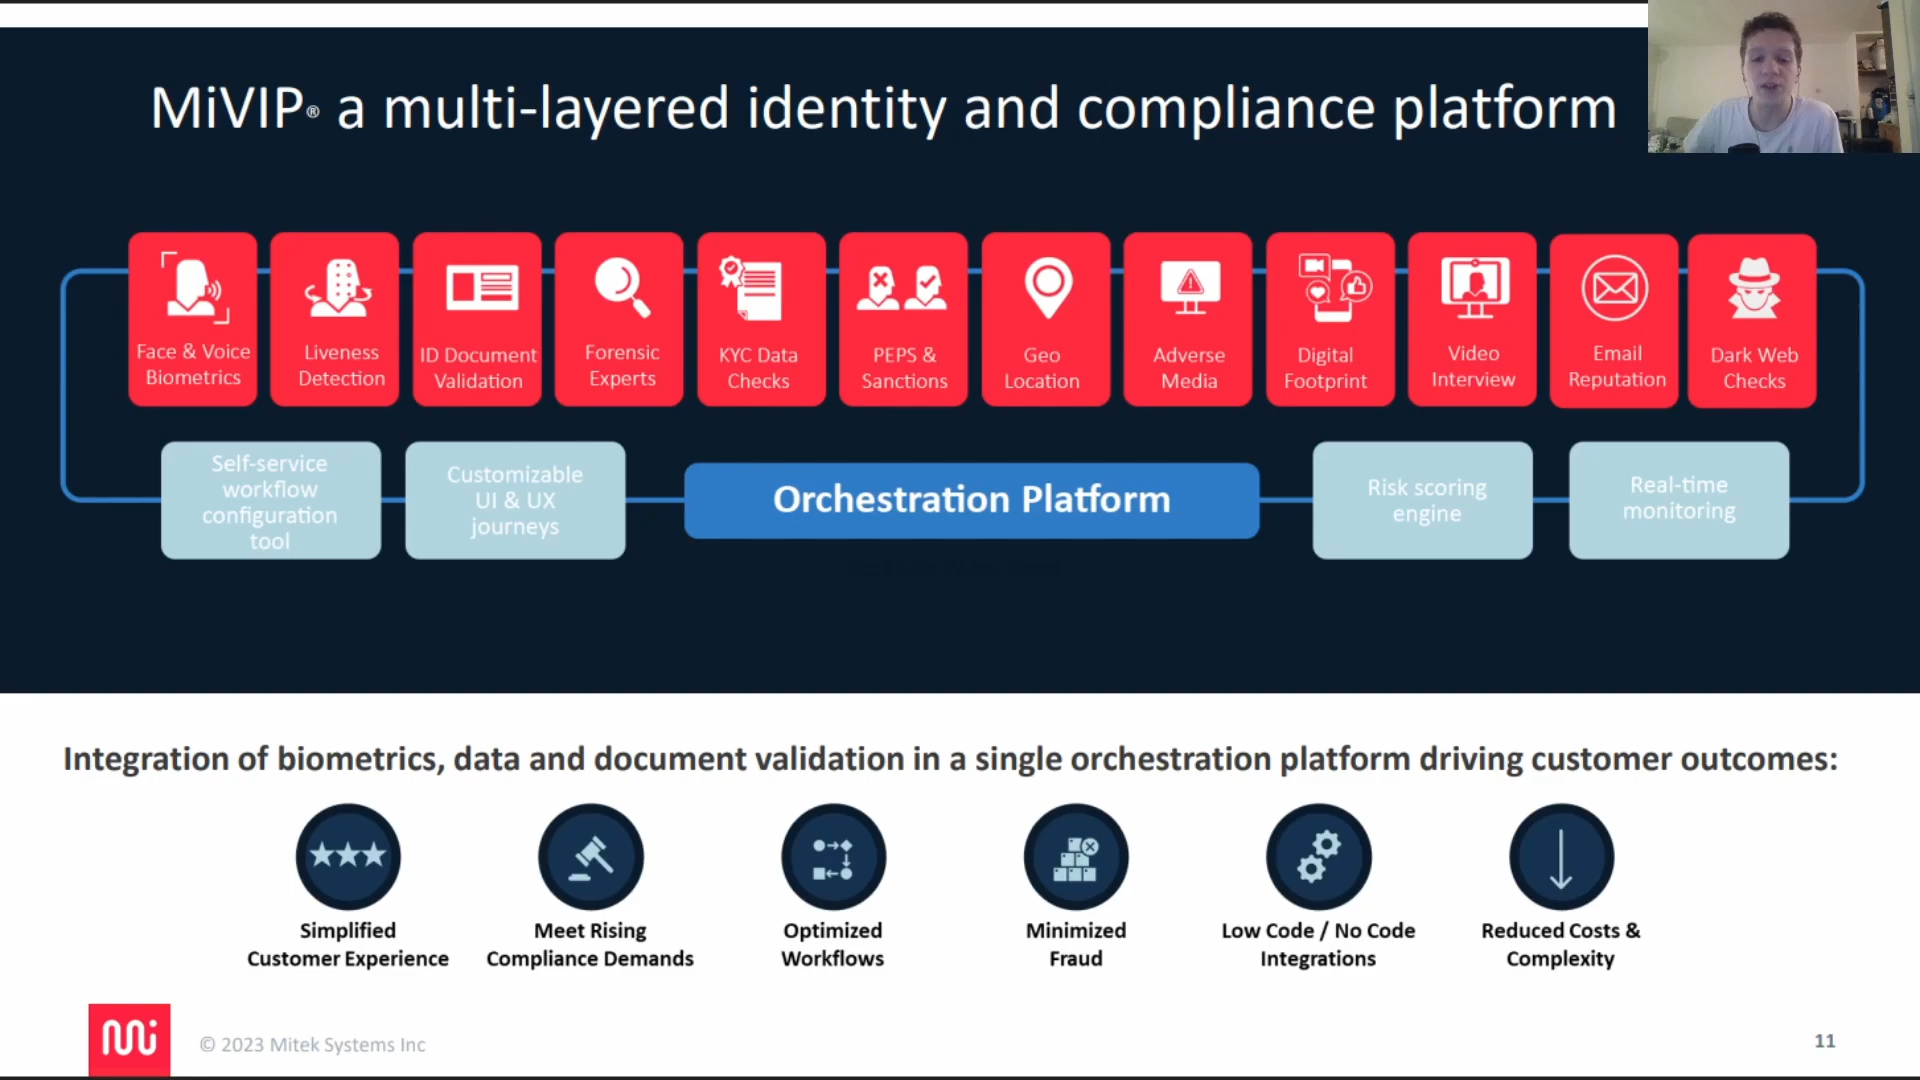 MiVIP® a multi-layered identity and compliance platform
Face & Voice
Biometrics
Liveness
Detection
ID Document
Validation
Forensic
Experts
KYC Data
Checks
PEPS &
Sanctions
Geo
Location
Adverse
Media
Digital
Footprint
Video
Interview
Email
Reputation
Dark Web
Checks
Self-service
workflow
configuration
tool
Customizable
UI & UX
journeys
Orchestration Platform
Risk scoring
engine
Real-time
monitoring
Integration of biometrics, data and document validation in a single orchestration platform driving customer outcomes:
Simplified
Customer Experience
Meet Rising
Compliance Demands
Optimized
Workflows
Minimized
Fraud
Low Code / No Code
Integrations
Reduced Costs &
Complexity
Mi
© 2023 Mitek Systems Inc
11